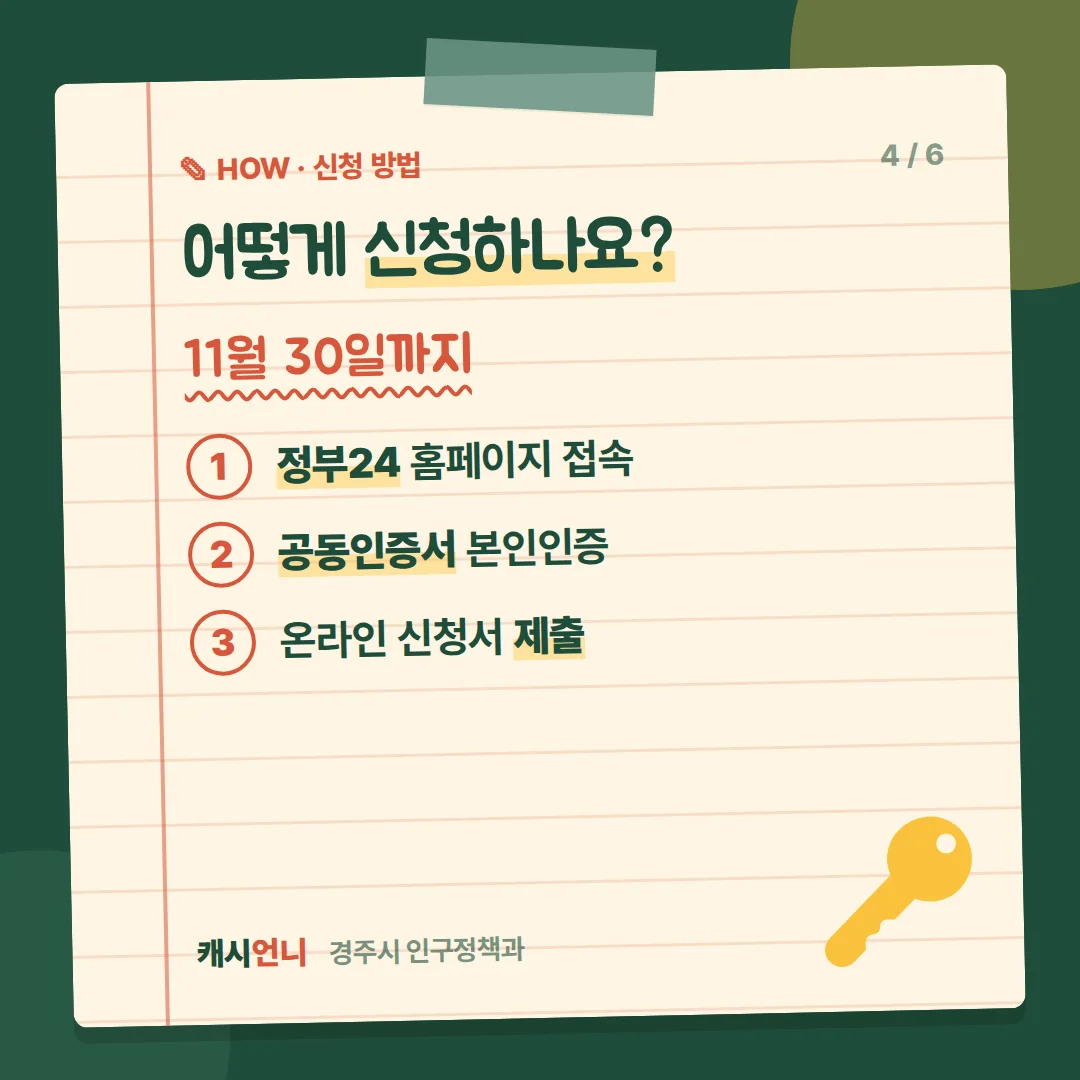 HOW · 신청 방법
4 / 6
어떻게 신청하나요?
11월 30일까지
1 정부24 홈페이지 접속
2 공동인증서 본인인증
3 온라인 신청서 제출
캐시언니 경주시 인구정책과